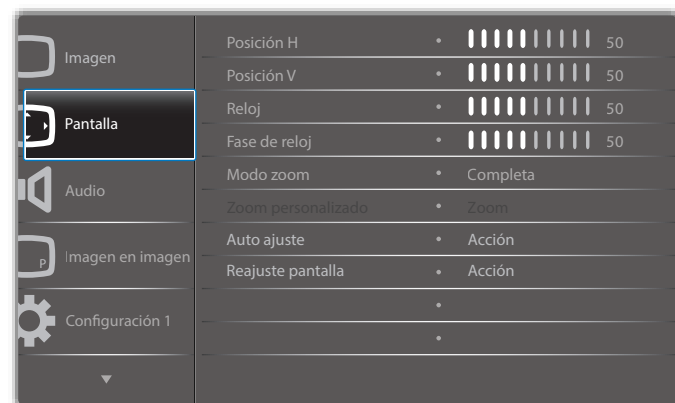 Imagen
Pantalla
Audio
P
Imagen en imagen
Configuración 1
Posición H • 50
Posición V • 50
Reloj • 50
Fase de reloj • 50
Modo zoom • Completa
Zoom personalizado • Zoom
Auto ajuste • Acción
Reajuste pantalla • Acción
•
•